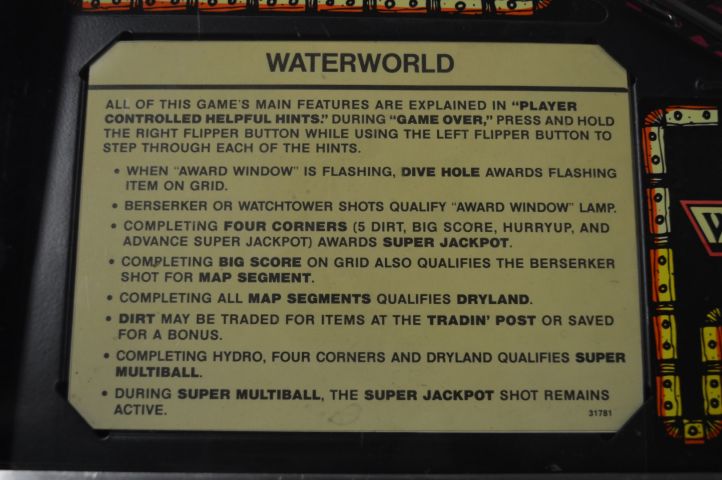 WATERWORLD
ALL OF THIS GAME'S MAIN FEATURES ARE EXPLAINED IN "PLAYER
CONTROLLED HELPFUL HINTS." DURING "GAME OVER," PRESS AND HOLD
THE RIGHT FLIPPER BUTTON WHILE USING THE LEFT FLIPPER BUTTON TO
STEP THROUGH EACH OF THE HINTS.
• WHEN "AWARD WINDOW" IS FLASHING, DIVE HOLE AWARDS FLASHING
ITEM ON GRID.
• BERSERKER OR WATCHTOWER SHOTS QUALIFY "AWARD WINDOW" LAMP.
• COMPLETING FOUR CORNERS (5 DIRT, BIG SCORE, HURRYUP, AND
ADVANCE SUPER JACKPOT) AWARDS SUPER JACKPOT.
• COMPLETING BIG SCORE ON GRID ALSO QUALIFIES THE BERSERKER
SHOT FOR MAP SEGMENT.
• COMPLETING ALL MAP SEGMENTS QUALIFIES DRYLAND.
• DIRT MAY BE TRADED FOR ITEMS AT THE TRADIN' POST OR SAVED
FOR A BONUS.
• COMPLETING HYDRO, FOUR CORNERS AND DRYLAND QUALIFIES SUPER
MULTIBALL.
• DURING SUPER MULTIBALL, THE SUPER JACKPOT SHOT REMAINS
ACTIVE.
31781